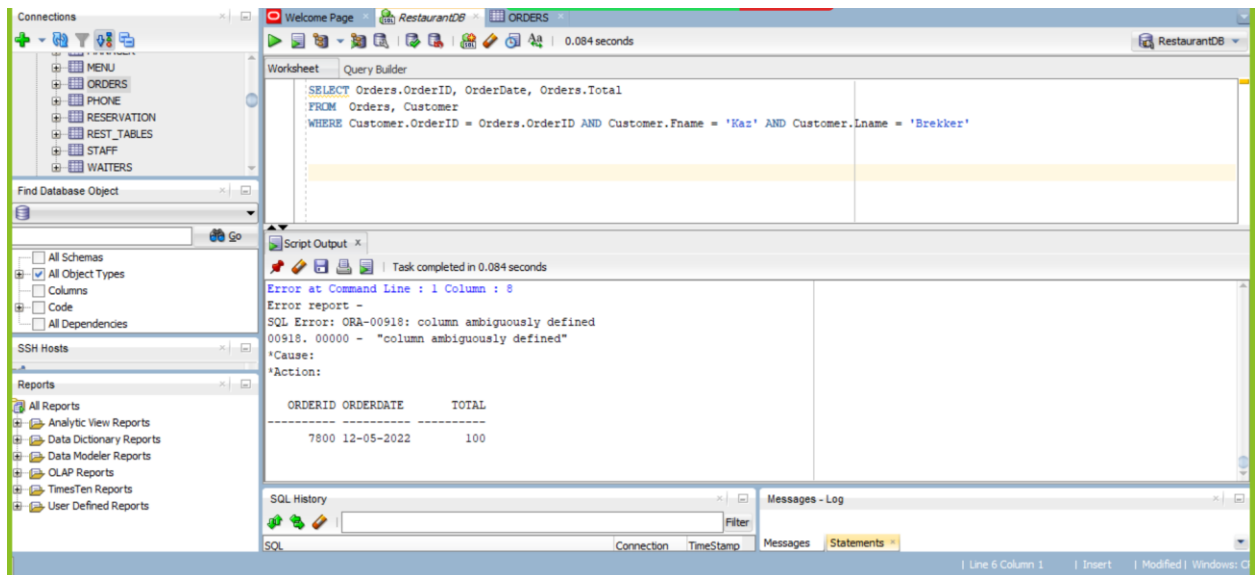 Connections
Welcome Page
RestaurantDB
ORDERS
0.084 seconds
RestaurantDB
MENU
ORDERS
PHONE
RESERVATION
REST_TABLES
STAFF
WAITERS
Worksheet Query Builder
SELECT Orders.OrderID, OrderDate, Orders.Total
FROM Orders, Customer
WHERE Customer.OrderID = Orders.OrderID AND Customer.Fname = 'Kaz' AND Customer.Lname = 'Brekker'
Find Database Object
Go
All Schemas
All Object Types
Columns
Code
All Dependencies
SSH Hosts
Reports
All Reports
Analytic View Reports
Data Dictionary Reports
Data Modeler Reports
OLAP Reports
TimesTen Reports
User Defined Reports
Script Output
Task completed in 0.084 seconds
Error at Command Line : 1 Column : 8
Error report -
SQL Error: ORA-00918: column ambiguously defined
00918. 00000 - "column ambiguously defined"
*Cause:
*Action:
ORDERID ORDERDATE TOTAL
---------- ---------- ----------
7800 12-05-2022 100
SQL History
Filter
SQL Connection TimeStamp
Messages - Log
Messages Statements
| Line 6 Column 1 | Insert | Modified | Windows: C